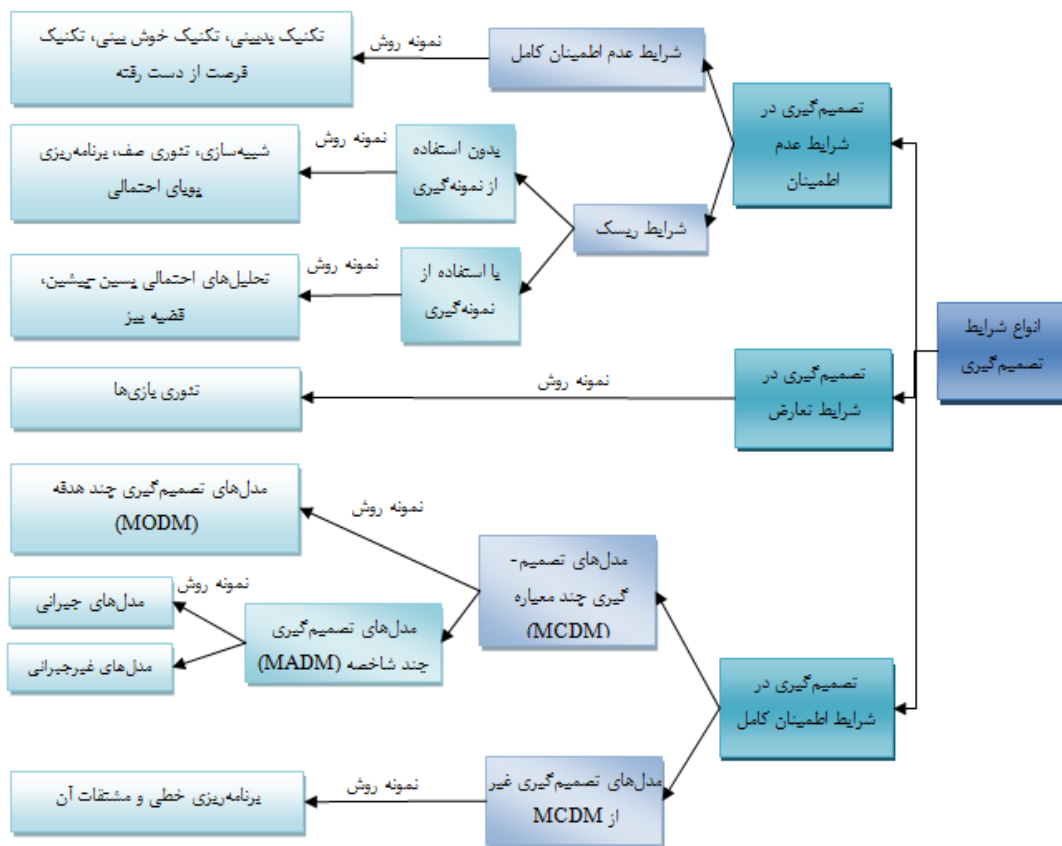 انواع شرایط
تصمیم‌گیری
تصمیم‌گیری در
شرایط عدم
اطمینان
شرایط عدم اطمینان کامل
نمونه روش
تکنیک بدبینی، تکنیک خوش بینی، تکنیک
فرصت از دست رفته
شرایط ریسک
بدون استفاده
از نمونه‌گیری
نمونه روش
شبیه‌سازی، تئوری صف، برنامه‌ریزی
پویای احتمالی
با استفاده از
نمونه‌گیری
نمونه روش
تحلیل‌های احتمالی پسین-پیشین،
قضیه بیز
تصمیم‌گیری در
شرایط تعارض
نمونه روش
تئوری بازی‌ها
تصمیم‌گیری در
شرایط اطمینان کامل
مدل‌های تصمیم-
گیری چند معیاره
(MCDM)
نمونه روش
مدل‌های تصمیم‌گیری چند هدفه
(MODM)
مدل‌های تصمیم‌گیری
چند شاخصه (MADM)
نمونه روش
مدل‌های جبرانی
مدل‌های غیرجبرانی
مدل‌های تصمیم‌گیری غیر
از MCDM
نمونه روش
برنامه‌ریزی خطی و مشتقات آن